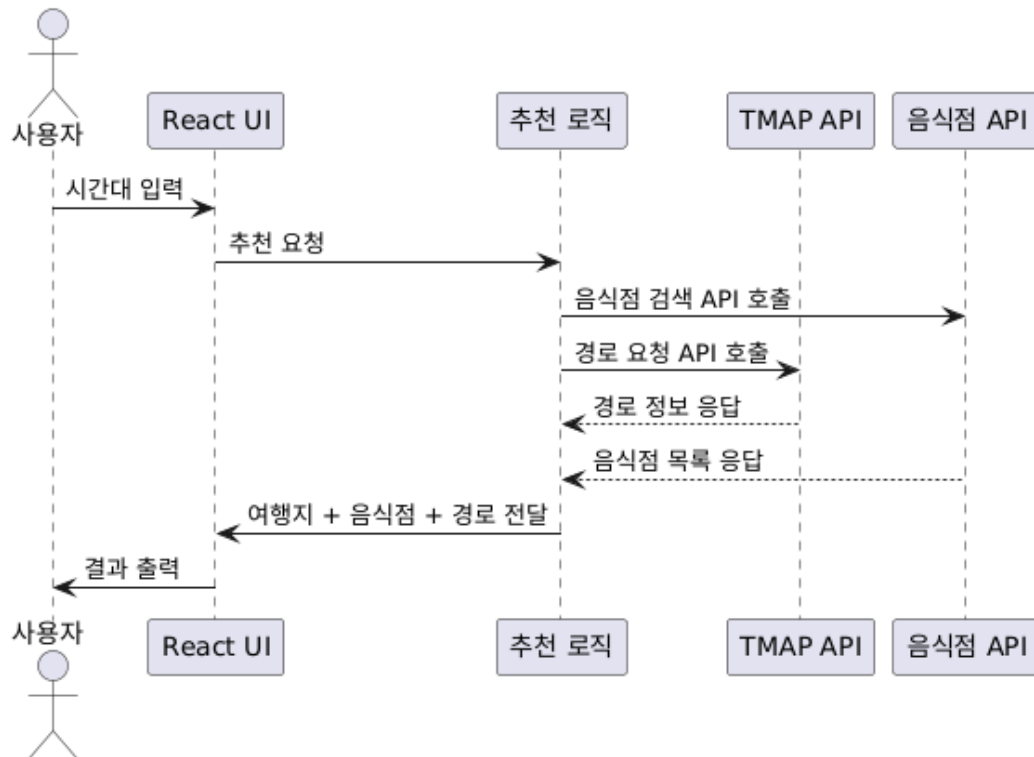 사용자
React UI
추천 로직
TMAP API
음식점 API
시간대 입력
추천 요청
음식점 검색 API 호출
경로 요청 API 호출
경로 정보 응답
음식점 목록 응답
여행지 + 음식점 + 경로 전달
결과 출력
사용자
React UI
추천 로직
TMAP API
음식점 API